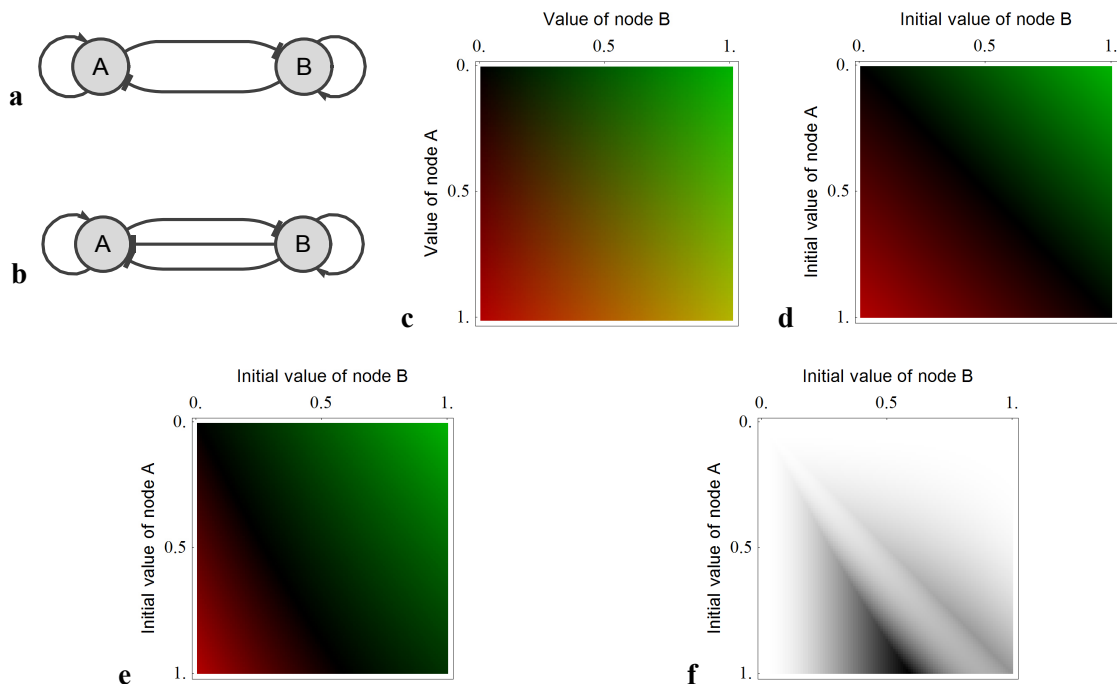 a
A
B
b
A
B
c
Value of node B
0.
0.5
1.
Value of node A
0.
0.5
1.
d
Initial value of node B
0.
0.5
1.
Initial value of node A
0.
0.5
1.
e
Initial value of node B
0.
0.5
1.
Initial value of node A
0.
0.5
1.
f
Initial value of node B
0.
0.5
1.
Initial value of node A
0.
0.5
1.